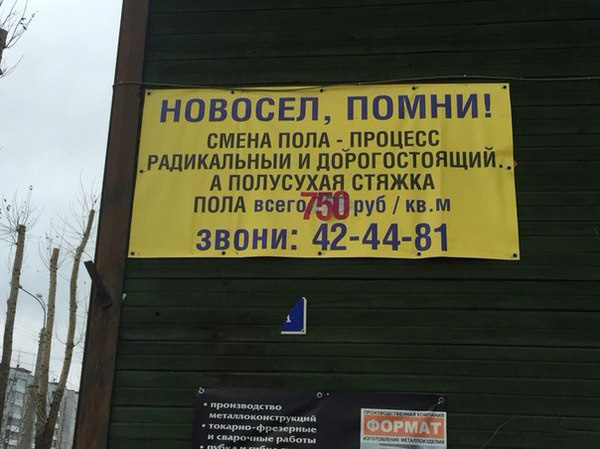 НОВОСЕЛ, ПОМНИ!
СМЕНА ПОЛА - ПРОЦЕСС
РАДИКАЛЬНЫЙ И ДОРОГОСТОЯЩИЙ..
А ПОЛУСУХАЯ СТЯЖКА
ПОЛА всего 750 руб / кв.м
звони: 42-44-81
• производство
металлоконструкций
• токарно-фрезерные
и сварочные работы
ПРОИЗВОДСТВЕННАЯ КОМПАНИЯ
ФОРМАТ
ИЗГОТОВЛЕНИЕ МЕТАЛЛОИЗДЕЛИЙ